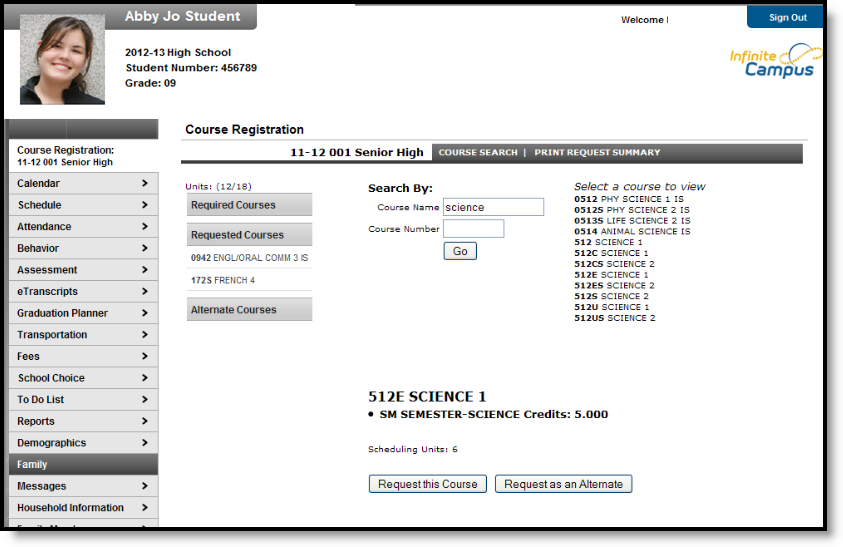 Abby Jo Student
Welcome
Sign Out
2012-13 High School
Student Number: 456789
Grade: 09
Infinite
Campus
Course Registration
Course Registration:
11-12 001 Senior High
11-12 001 Senior High COURSE SEARCH | PRINT REQUEST SUMMARY
Calendar
Schedule
Attendance
Behavior
Assessment
eTranscripts
Graduation Planner
Transportation
Fees
School Choice
To Do List
Reports
Demographics
Family
Messages
Household Information
Units: (12/18)
Required Courses
Requested Courses
0942 ENGL/ORAL COMM 3 IS
172S FRENCH 4
Alternate Courses
Search By:
Course Name science
Course Number
Go
Select a course to view
0512 PHY SCIENCE 1 IS
0512S PHY SCIENCE 2 IS
0513S LIFE SCIENCE 2 IS
0514 ANIMAL SCIENCE IS
512 SCIENCE 1
512C SCIENCE 1
512CS SCIENCE 2
512E SCIENCE 1
512ES SCIENCE 2
512S SCIENCE 2
512U SCIENCE 1
512US SCIENCE 2
512E SCIENCE 1
• SM SEMESTER-SCIENCE Credits: 5.000
Scheduling Units: 6
Request this Course
Request as an Alternate